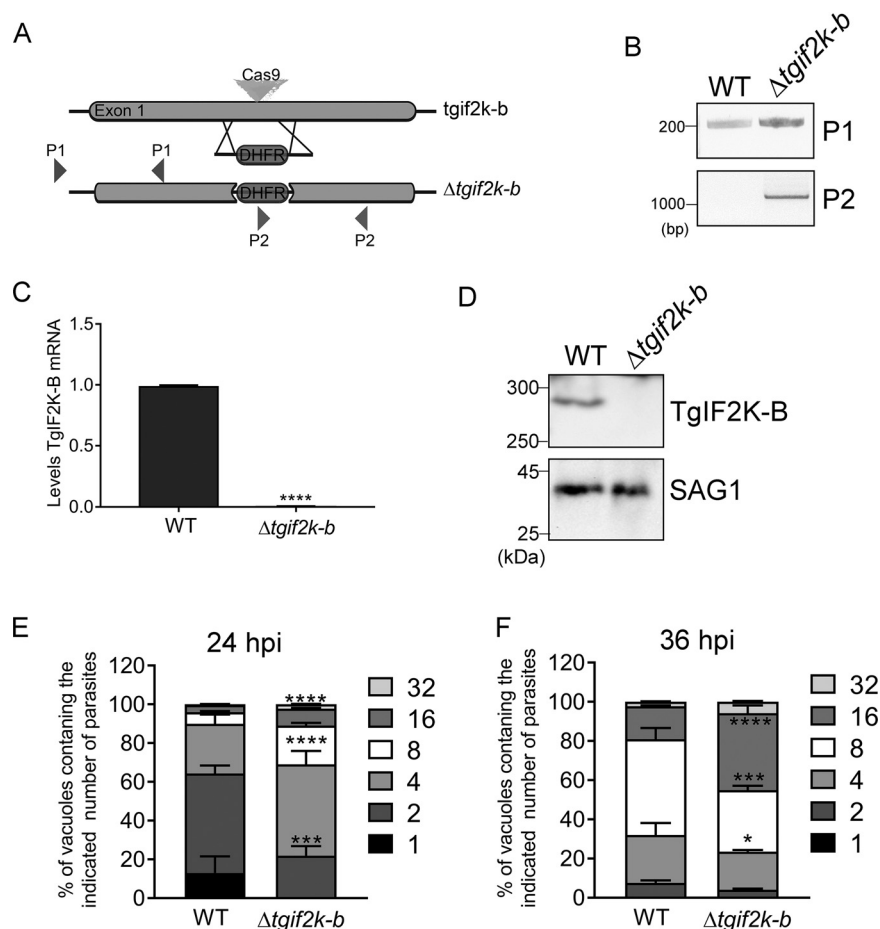 A
Cas9
Exon 1
tgif2k-b
DHFR
P1
P1
DHFR
Δtgif2k-b
P2
P2
B
WT
Δtgif2k-b
200
P1
1000
P2
(bp)
C
Levels TgIF2K-B mRNA
1.5
1.0
0.5
0.0
****
WT
Δtgif2k-b
D
WT
Δtgif2k-b
300
TgIF2K-B
250
45
SAG1
25
(kDa)
E
24 hpi
% of vacuoles contaning the
indicated number of parasites
120
100
80
60
40
20
0
****
****
***
32
16
8
4
2
1
WT
Δtgif2k-b
F
36 hpi
% of vacuoles contaning the
indicated number of parasites
120
100
80
60
40
20
0
****
***
*
32
16
8
4
2
1
WT
Δtgif2k-b